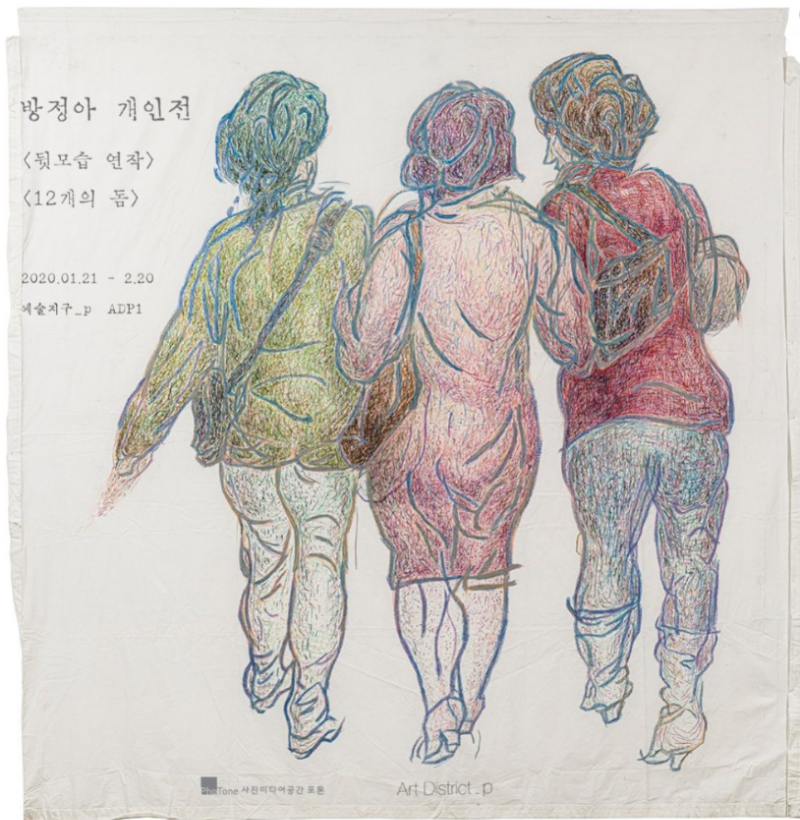 방정아 개인전
<뒷모습 연작>
<12개의 돔>
2020.01.21 - 2.20
예술지구_p ADP1
PhoTone 사진미디어공간 포톤
Art District_p